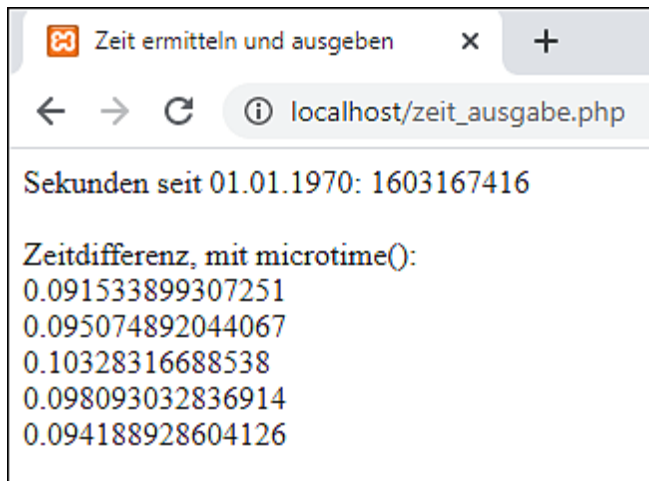 Zeit ermitteln und ausgeben
localhost/zeit_ausgabe.php
Sekunden seit 01.01.1970: 1603167416
Zeitdifferenz, mit microtime():
0.091533899307251
0.095074892044067
0.10328316688538
0.098093032836914
0.094188928604126